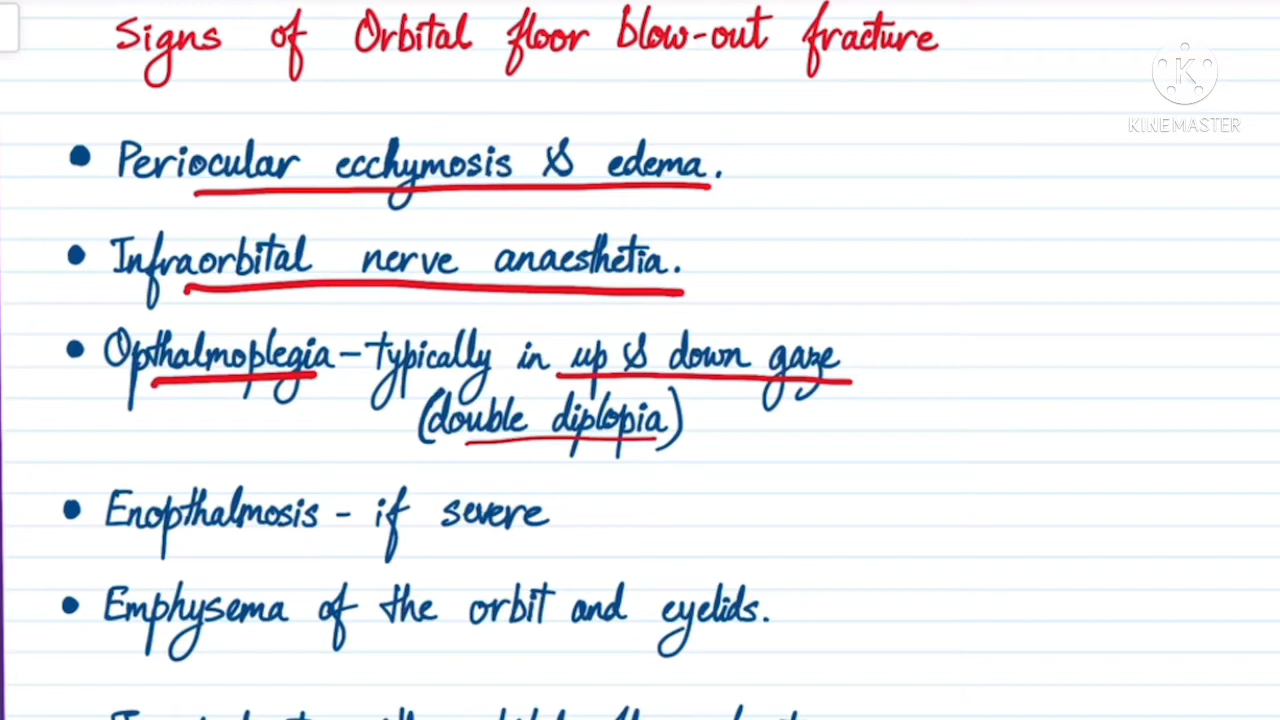 Signs of Orbital floor blow-out fracture
KINEMASTER
• Periocular ecchymosis & edema.
• Infraorbital nerve anaesthetia.
• Opthalmoplegia - typically in up & down gaze
(double diplopia)
• Enopthalmosis - if severe
• Emphysema of the orbit and eyelids.